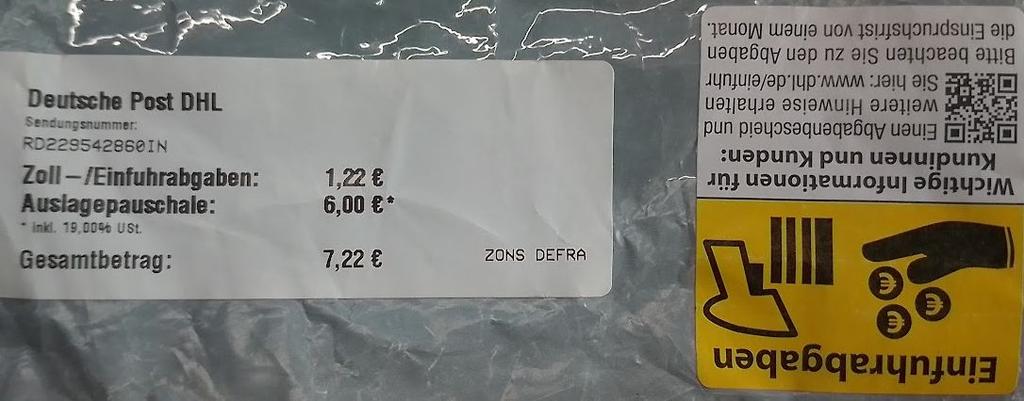 Deutsche Post DHL
Sendungsnummer:
RD229542860IN
Zoll-/Einfuhrabgaben: 1,22 €
Auslagepauschale: 6,00 €*
* inkl. 19,00% USt.
Gesamtbetrag: 7,22 €
ZONS DEFRA
Einfuhrabgaben
Wichtige Informationen für
Kundinnen und Kunden:
Einen Abgabenbescheid und
weitere Hinweise erhalten
Sie hier: www.dhl.de/einfuhr
Bitte beachten Sie zu den Abgaben
die Einspruchsfrist von einem Monat.